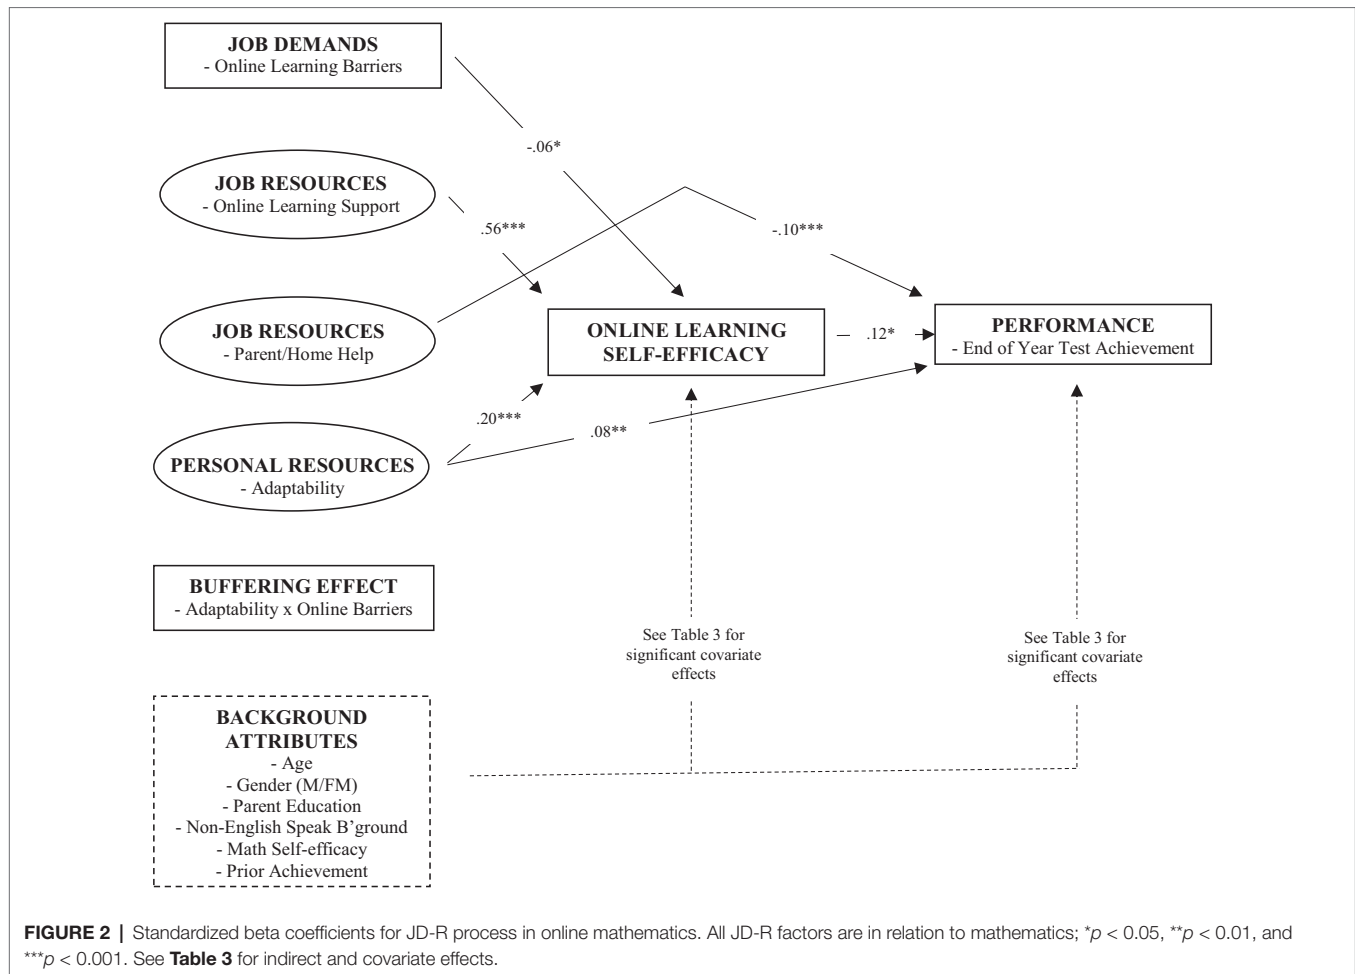 JOB DEMANDS
- Online Learning Barriers
-.06*
JOB RESOURCES
- Online Learning Support
.56***
-.10***
JOB RESOURCES
- Parent/Home Help
ONLINE LEARNING
SELF-EFFICACY
.12*
PERFORMANCE
- End of Year Test Achievement
.20***
.08**
PERSONAL RESOURCES
- Adaptability
BUFFERING EFFECT
- Adaptability x Online Barriers
See Table 3 for
significant covariate
effects
See Table 3 for
significant covariate
effects
BACKGROUND
ATTRIBUTES
- Age
- Gender (M/FM)
- Parent Education
- Non-English Speak B’ground
- Math Self-efficacy
- Prior Achievement
FIGURE 2 | Standardized beta coefficients for JD-R process in online mathematics. All JD-R factors are in relation to mathematics; *p < 0.05, **p < 0.01, and
***p < 0.001. See Table 3 for indirect and covariate effects.